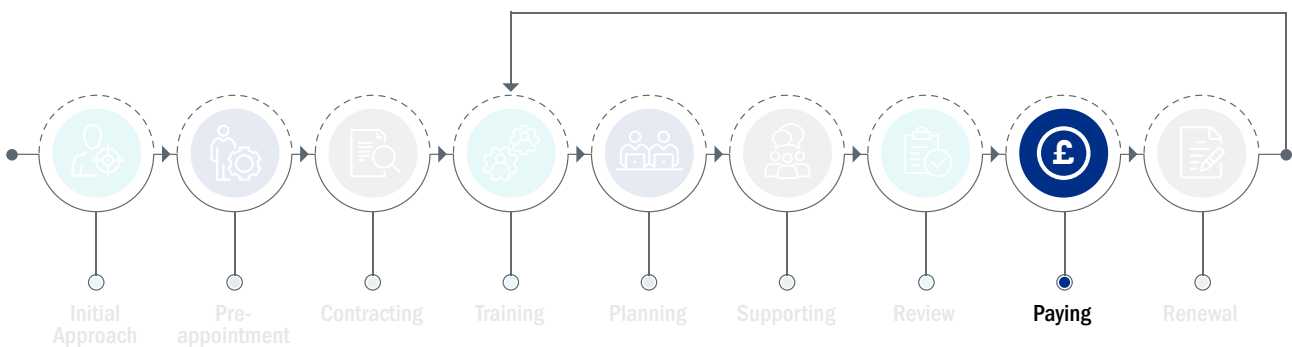 £
Initial
Approach
Pre-
appointment
Contracting
Training
Planning
Supporting
Review
Paying
Renewal